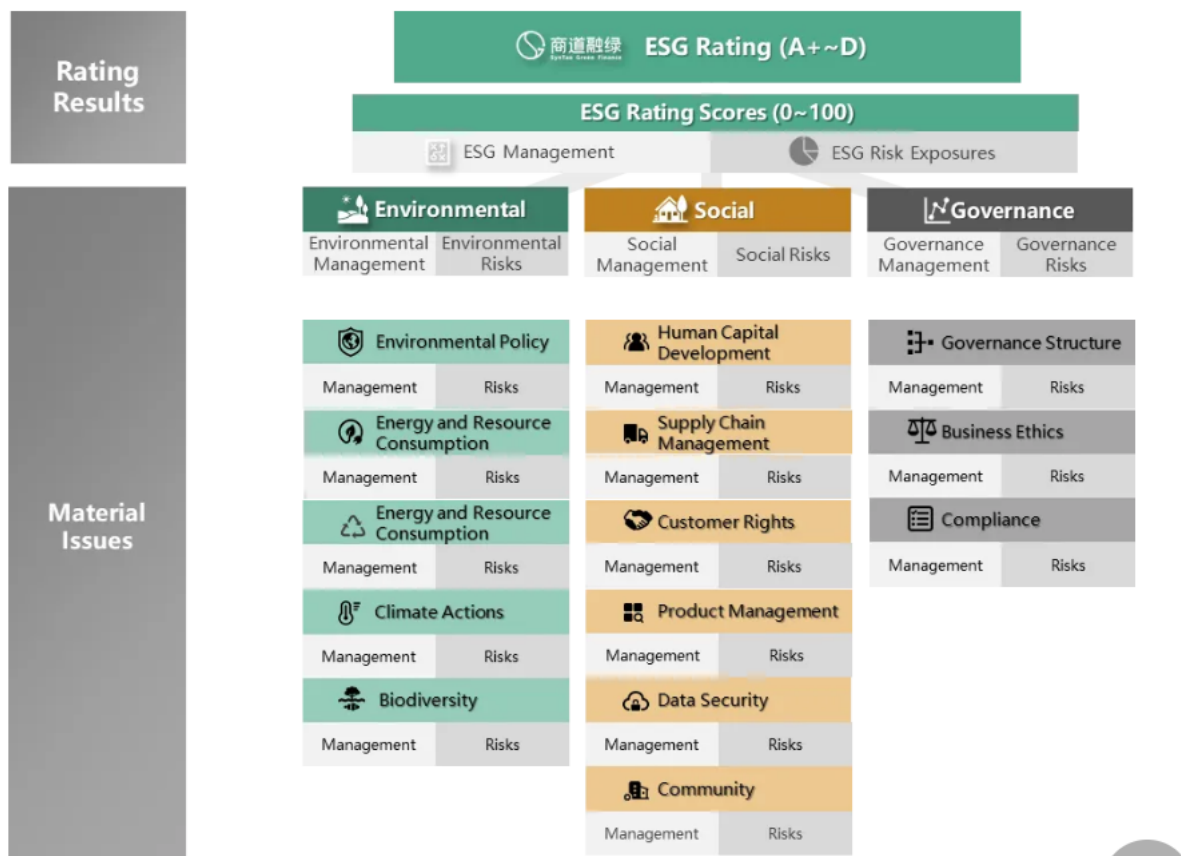 Rating
Results
商道融绿 ESG Rating (A+~D)
SynTao Green Finance
ESG Rating Scores (0~100)
ESG Management ESG Risk Exposures
Material
Issues
Environmental
Environmental Environmental
Management Risks
Environmental Policy
Management Risks
Energy and Resource
Consumption
Management Risks
Energy and Resource
Consumption
Management Risks
Climate Actions
Management Risks
Biodiversity
Management Risks
Social
Social
Management Social Risks
Human Capital
Development
Management Risks
Supply Chain
Management
Management Risks
Customer Rights
Management Risks
Product Management
Management Risks
Data Security
Management Risks
Community
Management Risks
Governance
Governance Governance
Management Risks
Governance Structure
Management Risks
Business Ethics
Management Risks
Compliance
Management Risks